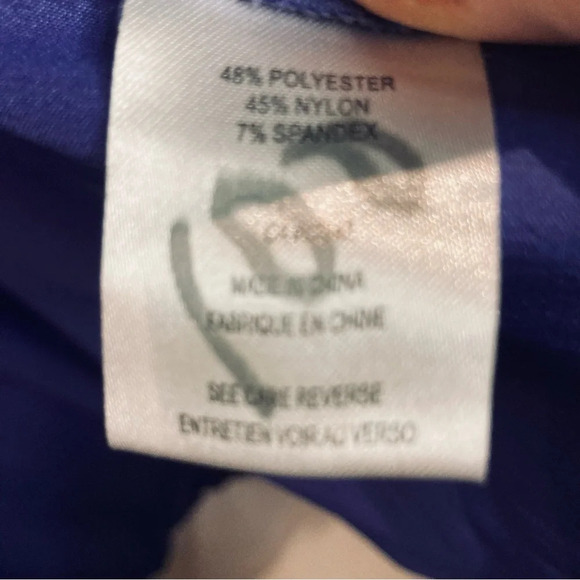 48% POLYESTER
45% NYLON
7% SPANDEX
MADE IN CHINA
FABRIQUE EN CHINE
SEE CARE REVERSE
ENTRETIEN VOIR AU VERSO